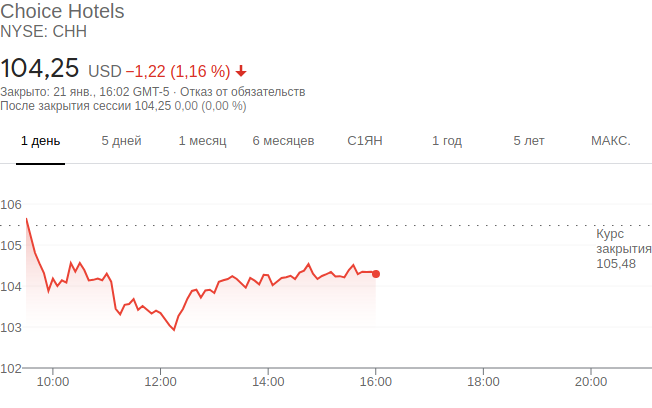 Choice Hotels
NYSE: CHH
104,25 USD −1,22 (1,16 %)
Закрыто: 21 янв., 16:02 GMT-5 · Отказ от обязательств
После закрытия сессии 104,25 0,00 (0,00 %)
1 день 5 дней 1 месяц 6 месяцев С1ЯН 1 год 5 лет МАКС.
106
Курс
закрытия
105,48
105
104
103
102
10:00 12:00 14:00 16:00 18:00 20:00